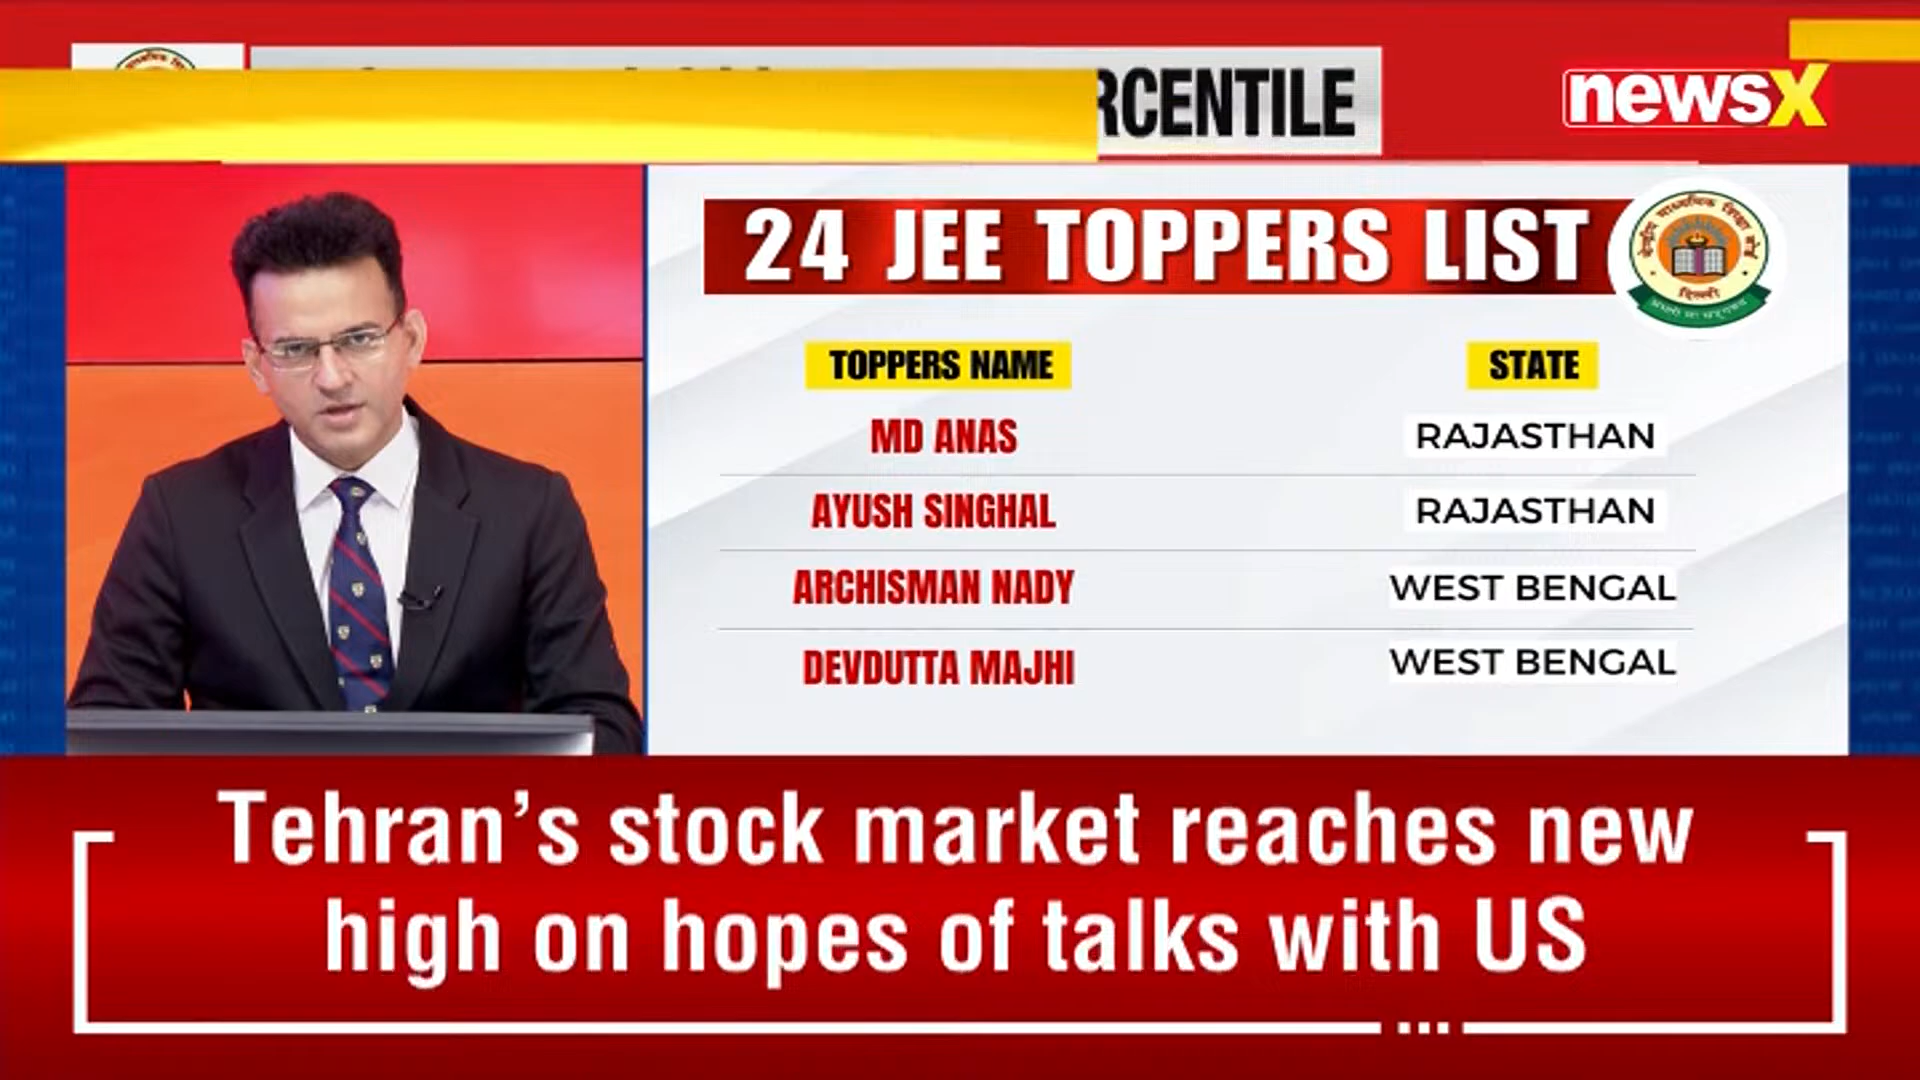 newsX
24 JEE TOPPERS LIST
केन्द्रीय माध्यमिक शिक्षा बोर्ड
दिल्ली
TOPPERS NAME STATE
MD ANAS RAJASTHAN
AYUSH SINGHAL RAJASTHAN
ARCHISMAN NADY WEST BENGAL
DEVDUTTA MAJHI WEST BENGAL
Tehran's stock market reaches new
high on hopes of talks with US